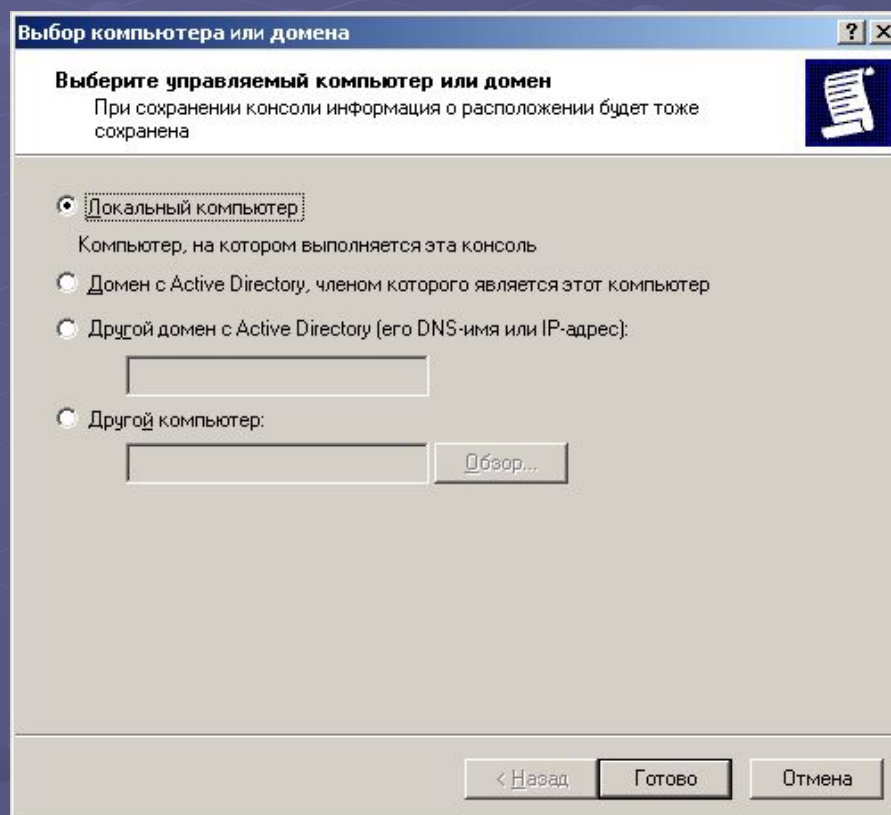 Выбор компьютера или домена
Выберите управляемый компьютер или домен
При сохранении консоли информация о расположении будет тоже
сохранена
Локальный компьютер
Компьютер, на котором выполняется эта консоль
Домен с Active Directory, членом которого является этот компьютер
Другой домен с Active Directory (его DNS-имя или IP-адрес):
Другой компьютер:
Обзор...
< Назад Готово Отмена